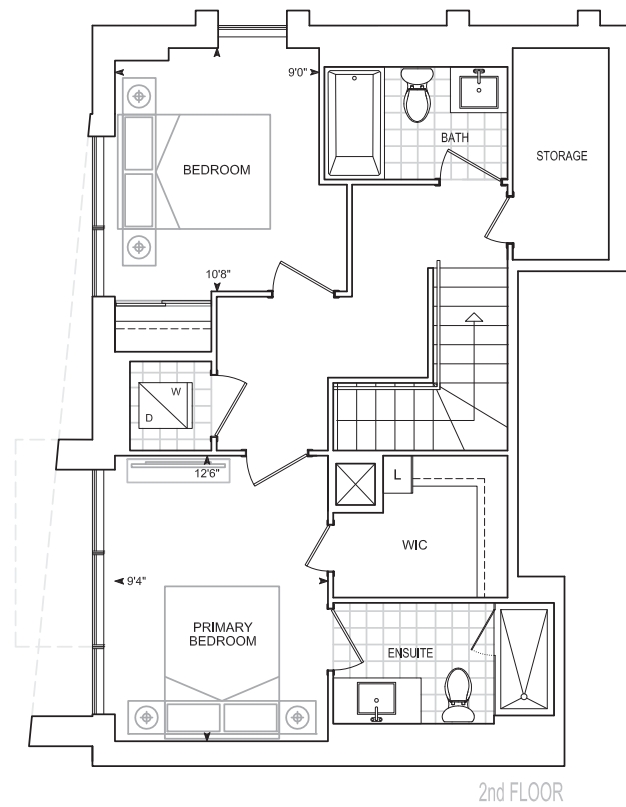 9'0"
BATH
STORAGE
BEDROOM
10'8"
W
D
12'6"
L
WIC
9'4"
PRIMARY
BEDROOM
ENSUITE
2nd FLOOR